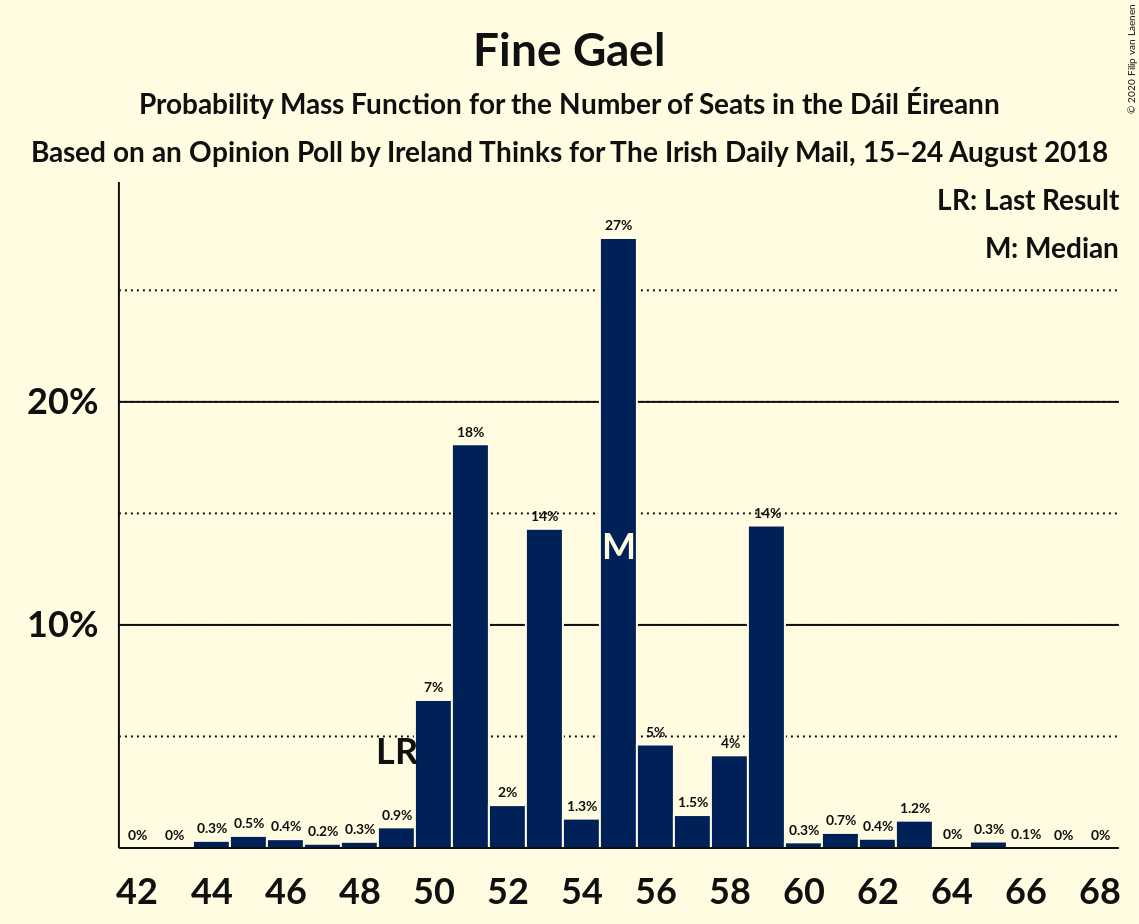 © 2020 Filip van Laenen
Fine Gael
Probability Mass Function for the Number of Seats in the Dáil Éireann
Based on an Opinion Poll by Ireland Thinks for The Irish Daily Mail, 15–24 August 2018
LR: Last Result
M: Median
20%
10%
0% 0% 0.3% 0.5% 0.4% 0.2% 0.3% 0.9% 7% 18% 2% 14% 1.3% 27% 5% 1.5% 4% 14% 0.3% 0.7% 0.4% 1.2% 0% 0.3% 0.1% 0% 0%
LR
M
42 44 46 48 50 52 54 56 58 60 62 64 66 68